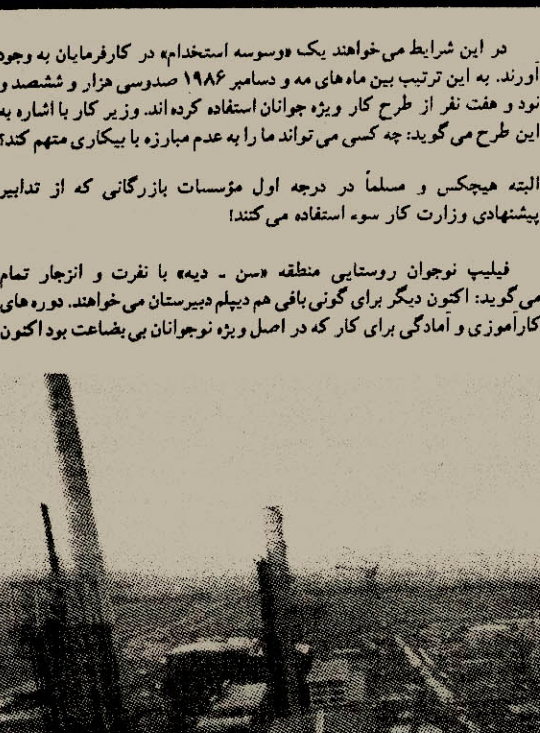 در این شرایط می‌خواهند یک «وسوسه استخدام» در کارفرمایان به وجود
آورند. به این ترتیب بین ماه‌های مه و دسامبر ۱۹۸۶ صدوسی هزار و ششصد و
نود و هفت نفر از طرح کار ویژه جوانان استفاده کرده‌اند. وزیر کار با اشاره به
این طرح می‌گوید: چه کسی می‌تواند ما را به عدم مبارزه با بیکاری متهم کند؟
البته هیچکس و مسلماً در درجه اول مؤسسات بازرگانی که از تدابیر
پیشنهادی وزارت کار سوء استفاده می‌کنند!
فیلیپ نوجوان روستایی منطقه «سن ـ دیه» با نفرت و انزجار تمام
می‌گوید: اکنون دیگر برای گونی‌بافی هم دیپلم دبیرستان می‌خواهند. دوره‌های
کارآموزی و آمادگی برای کار که در اصل ویژه نوجوانان بی‌بضاعت بود اکنون